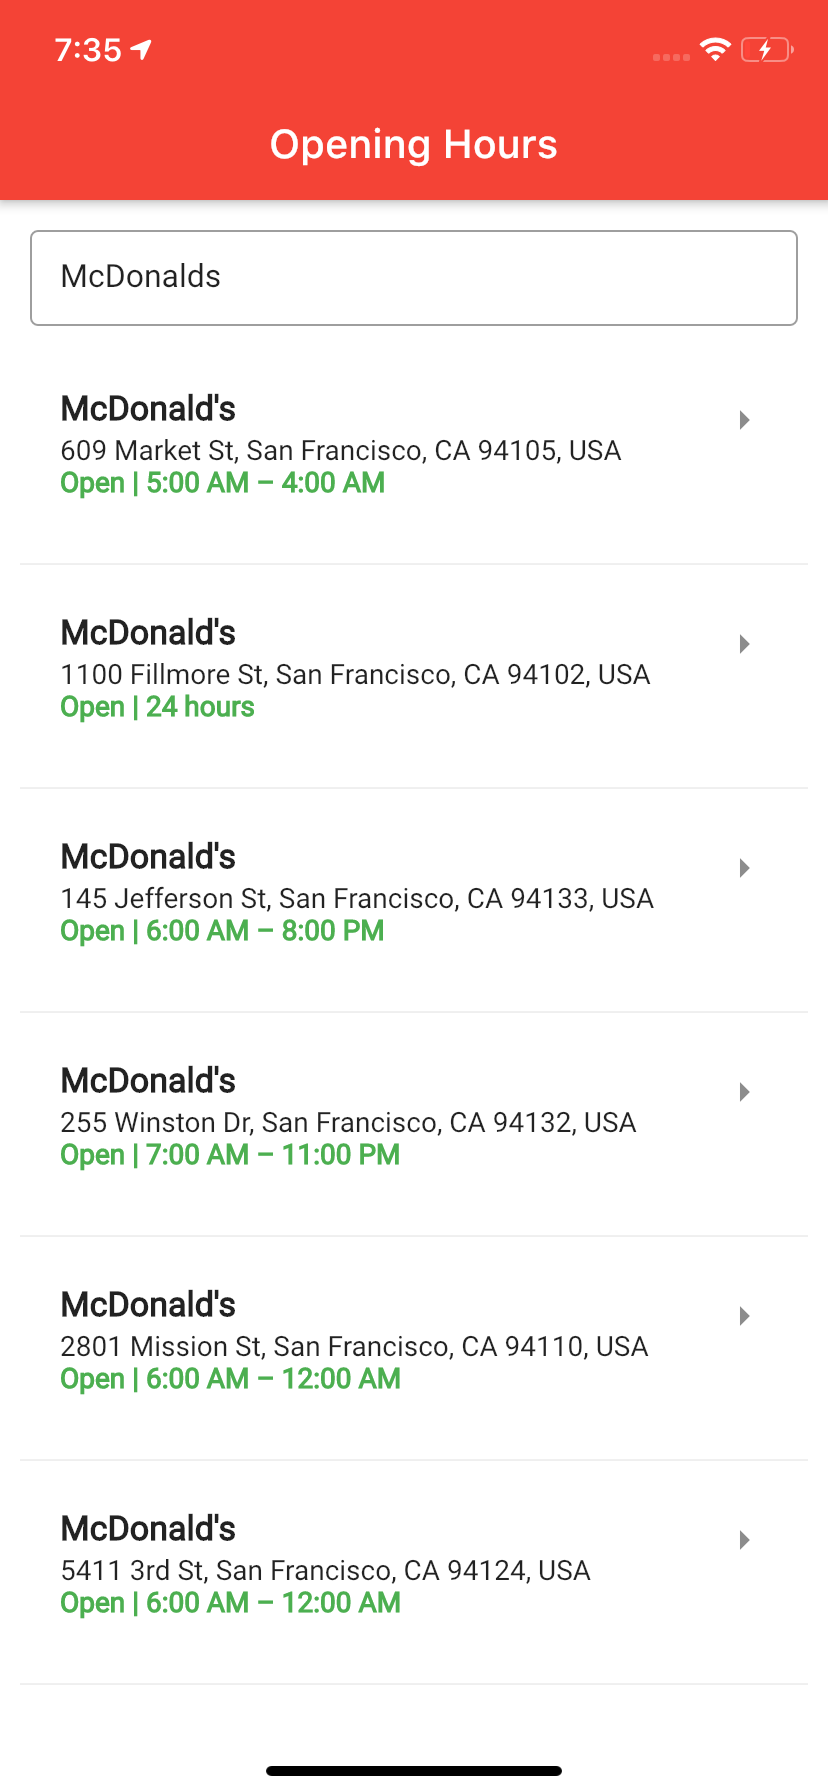 7:35
Opening Hours
McDonalds
McDonald's
609 Market St, San Francisco, CA 94105, USA
Open | 5:00 AM – 4:00 AM
McDonald's
1100 Fillmore St, San Francisco, CA 94102, USA
Open | 24 hours
McDonald's
145 Jefferson St, San Francisco, CA 94133, USA
Open | 6:00 AM – 8:00 PM
McDonald's
255 Winston Dr, San Francisco, CA 94132, USA
Open | 7:00 AM – 11:00 PM
McDonald's
2801 Mission St, San Francisco, CA 94110, USA
Open | 6:00 AM – 12:00 AM
McDonald's
5411 3rd St, San Francisco, CA 94124, USA
Open | 6:00 AM – 12:00 AM